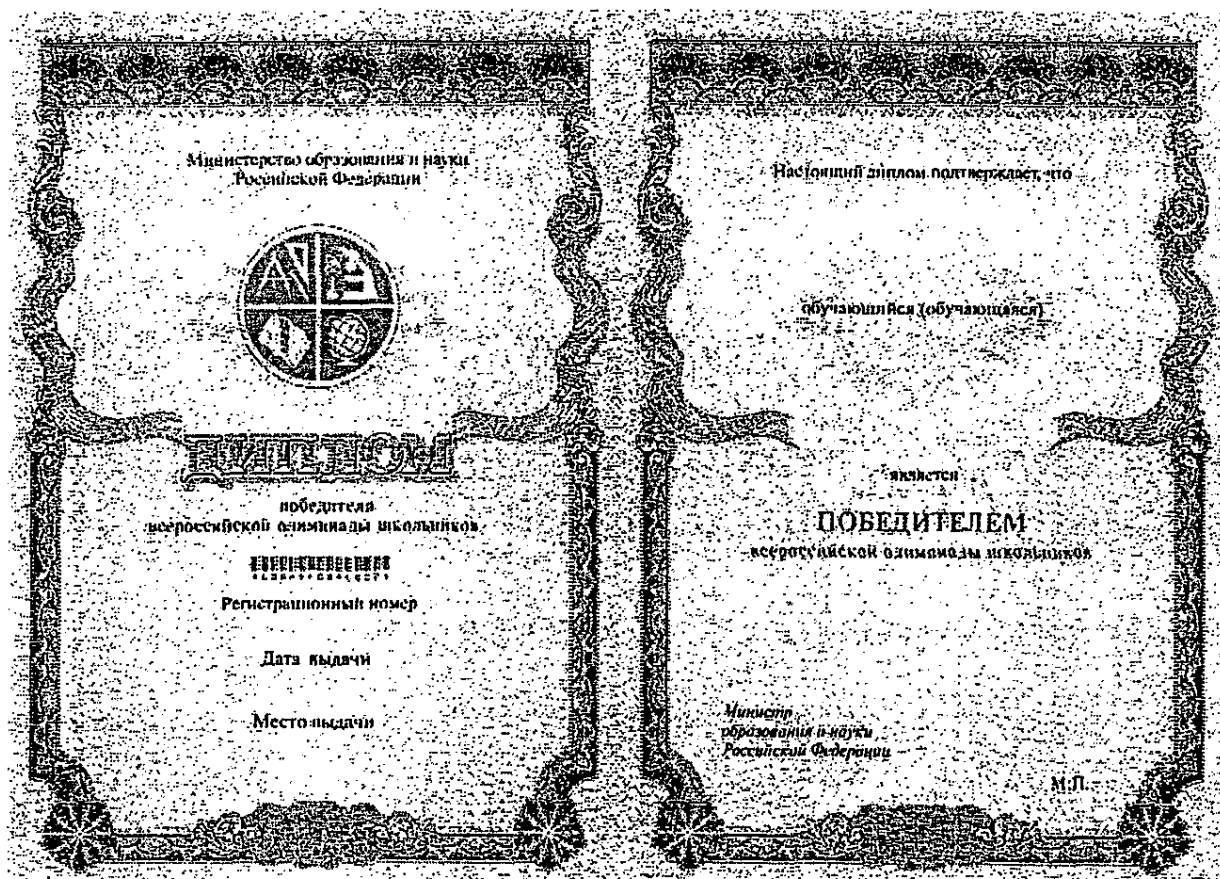 Министерство образования и науки
Российской Федерации
ДИПЛОМ
победителя
всероссийской олимпиады школьников
Регистрационный номер
Дата выдачи
Место выдачи
Настоящий диплом подтверждает, что
обучающийся (обучающаяся)
является
ПОБЕДИТЕЛЕМ
всероссийской олимпиады школьников
Министр
образования и науки
Российской Федерации
М.П.